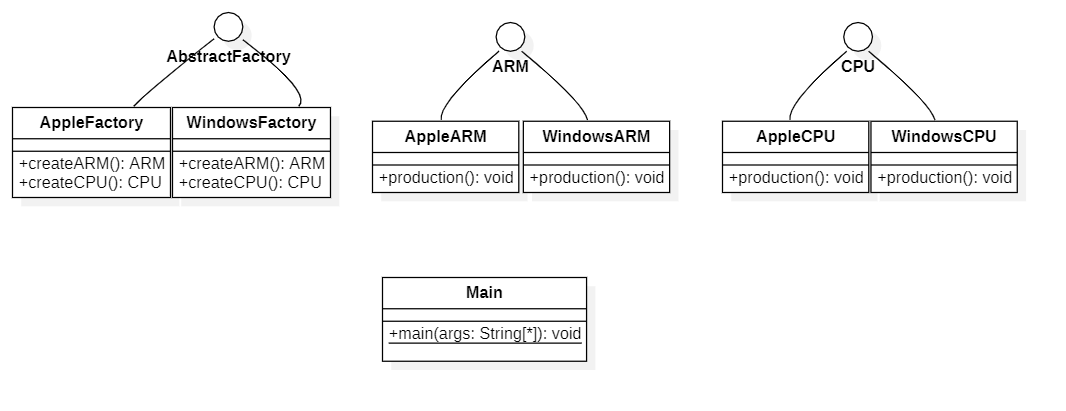 AbstractFactory
AppleFactory
+createARM(): ARM
+createCPU(): CPU
WindowsFactory
+createARM(): ARM
+createCPU(): CPU
ARM
AppleARM
+production(): void
WindowsARM
+production(): void
CPU
AppleCPU
+production(): void
WindowsCPU
+production(): void
Main
+main(args: String[*]): void